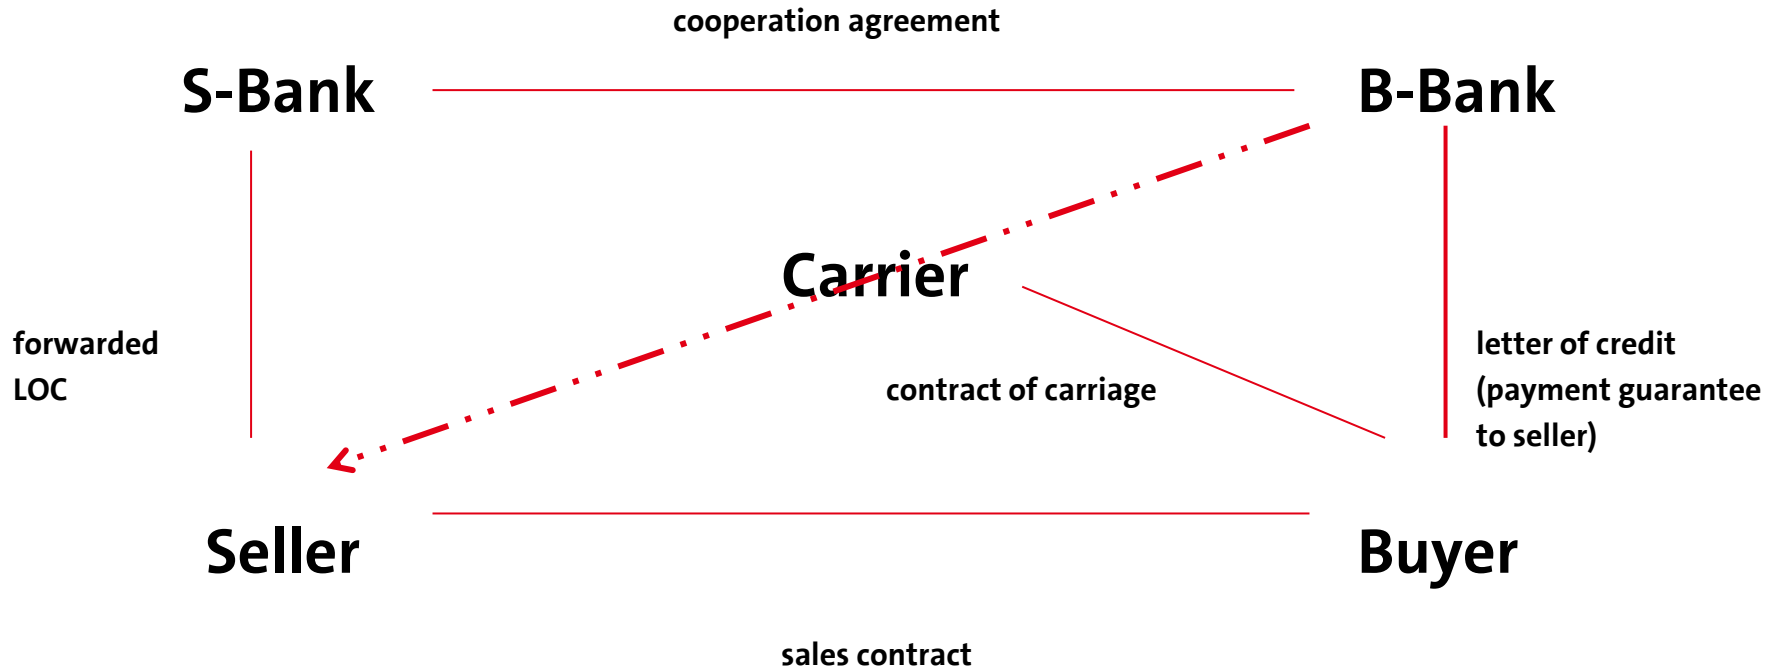 cooperation agreement
S-Bank
B-Bank
Carrier
forwarded
LOC
contract of carriage
letter of credit
(payment guarantee
to seller)
Seller
Buyer
sales contract